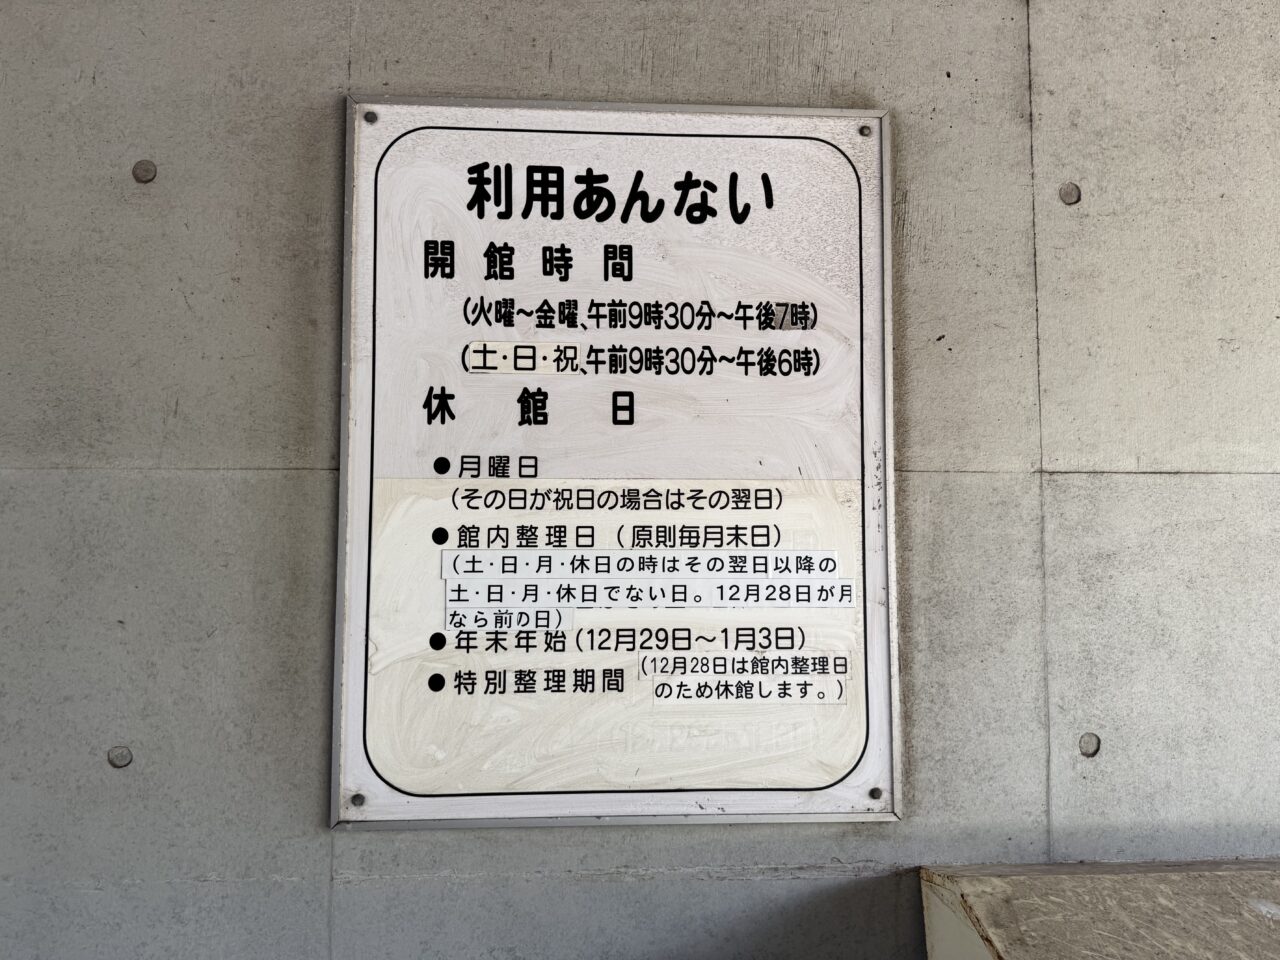 利用あんない
開館時間
(火曜～金曜、午前9時30分～午後7時)
(土・日・祝、午前9時30分～午後6時)
休館日
●月曜日
(その日が祝日の場合はその翌日)
●館内整理日(原則毎月末日)
(土・日・月・休日の時はその翌日以降の
土・日・月・休日でない日。12月28日が月
なら前の日)
●年末年始(12月29日～1月3日)
(12月28日は館内整理日
のため休館します。)
●特別整理期間